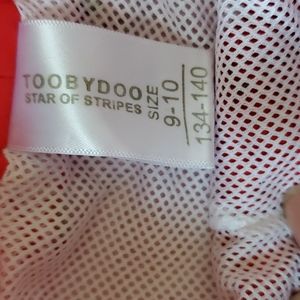 TOOBYDOO
STAR OF STRIPES
SIZE
9-10
134-140